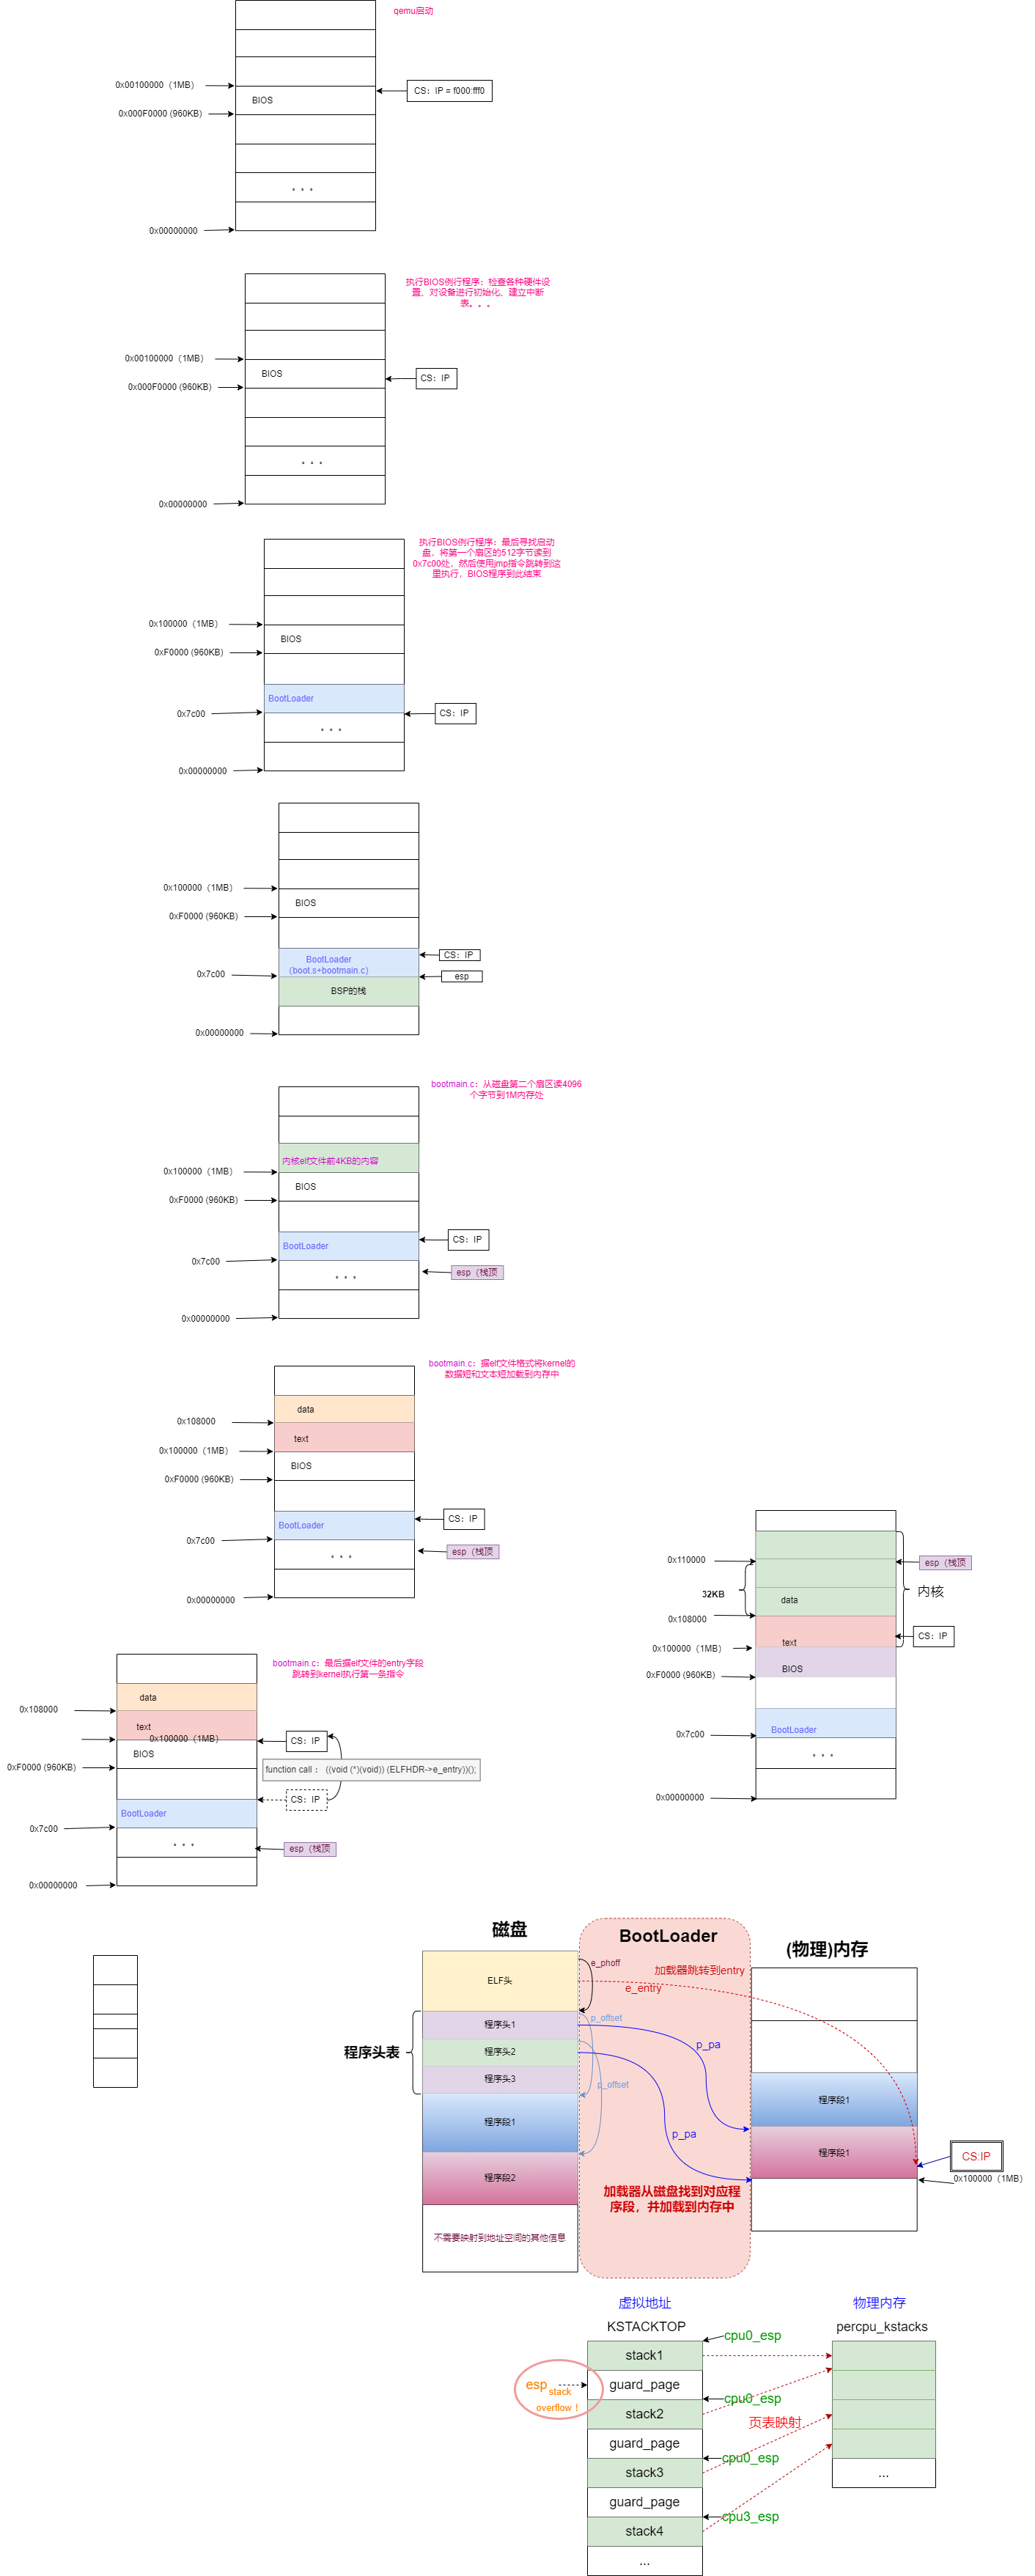 qemu启动
0x00100000（1MB）
CS：IP = f000:fff0
BIOS
0x000F0000 (960KB)
。。。
0x00000000
执行BIOS例行程序：检查各种硬件设
置、对设备进行初始化、建立中断
表。。。
0x00100000（1MB）
BIOS
CS：IP
0x000F0000 (960KB)
。。。
0x00000000
执行BIOS例行程序：最后寻找启动
盘，将第一个扇区的512字节读到
0x7c00处，然后使用jmp指令跳转到这
里执行，BIOS程序到此结束
0x100000（1MB）
BIOS
0xF0000 (960KB)
BootLoader
0x7c00
CS：IP
。。。
0x00000000
0x100000（1MB）
BIOS
0xF0000 (960KB)
BootLoader
（boot.s+bootmain.c）
CS：IP
0x7c00
esp
BSP的栈
0x00000000
bootmain.c：从磁盘第二个扇区读4096
个字节到1M内存处
内核elf文件前4KB的内容
0x100000（1MB）
BIOS
0xF0000 (960KB)
CS：IP
BootLoader
0x7c00
esp（栈顶
。。。
0x00000000
bootmain.c：据elf文件格式将kernel的
数据短和文本短加载到内存中
data
0x108000
text
0x100000（1MB）
BIOS
0xF0000 (960KB)
CS：IP
BootLoader
0x7c00
esp（栈顶
。。。
0x00000000
0x110000
esp（栈顶
32KB
data
内核
0x108000
CS：IP
text
0x100000（1MB）
BIOS
0xF0000 (960KB)
BootLoader
0x7c00
。。。
0x00000000
bootmain.c：最后据elf文件的entry字段
跳转到kernel执行第一条指令
data
0x108000
text
0x100000（1MB）
CS：IP
BIOS
0xF0000 (960KB)
function call ： ((void (*)(void)) (ELFHDR->e_entry))();
CS：IP
BootLoader
0x7c00
。。。
esp（栈顶
0x00000000
磁盘
BootLoader
(物理)内存
ELF头
e_phoff
加载器跳转到entry
e_entry
程序头表
程序头1
p_offset
程序头2
p_pa
程序头3
p_offset
程序段1
程序段1
p_pa
程序段2
程序段1
CS:IP
0x100000（1MB）
加载器从磁盘找到对应程
序段，并加载到内存中
不需要映射到地址空间的其他信息
虚拟地址
物理内存
KSTACKTOP
percpu_kstacks
cpu0_esp
stack1
esp
stack
overflow！
guard_page
cpu0_esp
stack2
页表映射
guard_page
cpu0_esp
stack3
...
guard_page
cpu3_esp
stack4
...